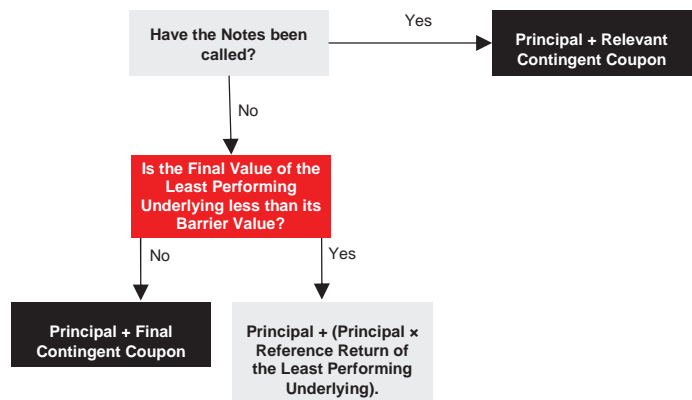 Have the Notes been
called?
Yes
Principal + Relevant
Contingent Coupon
No
Is the Final Value of the
Least Performing
Underlying less than its
Barrier Value?
No
Yes
Principal + Final
Contingent Coupon
Principal + (Principal ×
Reference Return of
the Least Performing
Underlying).